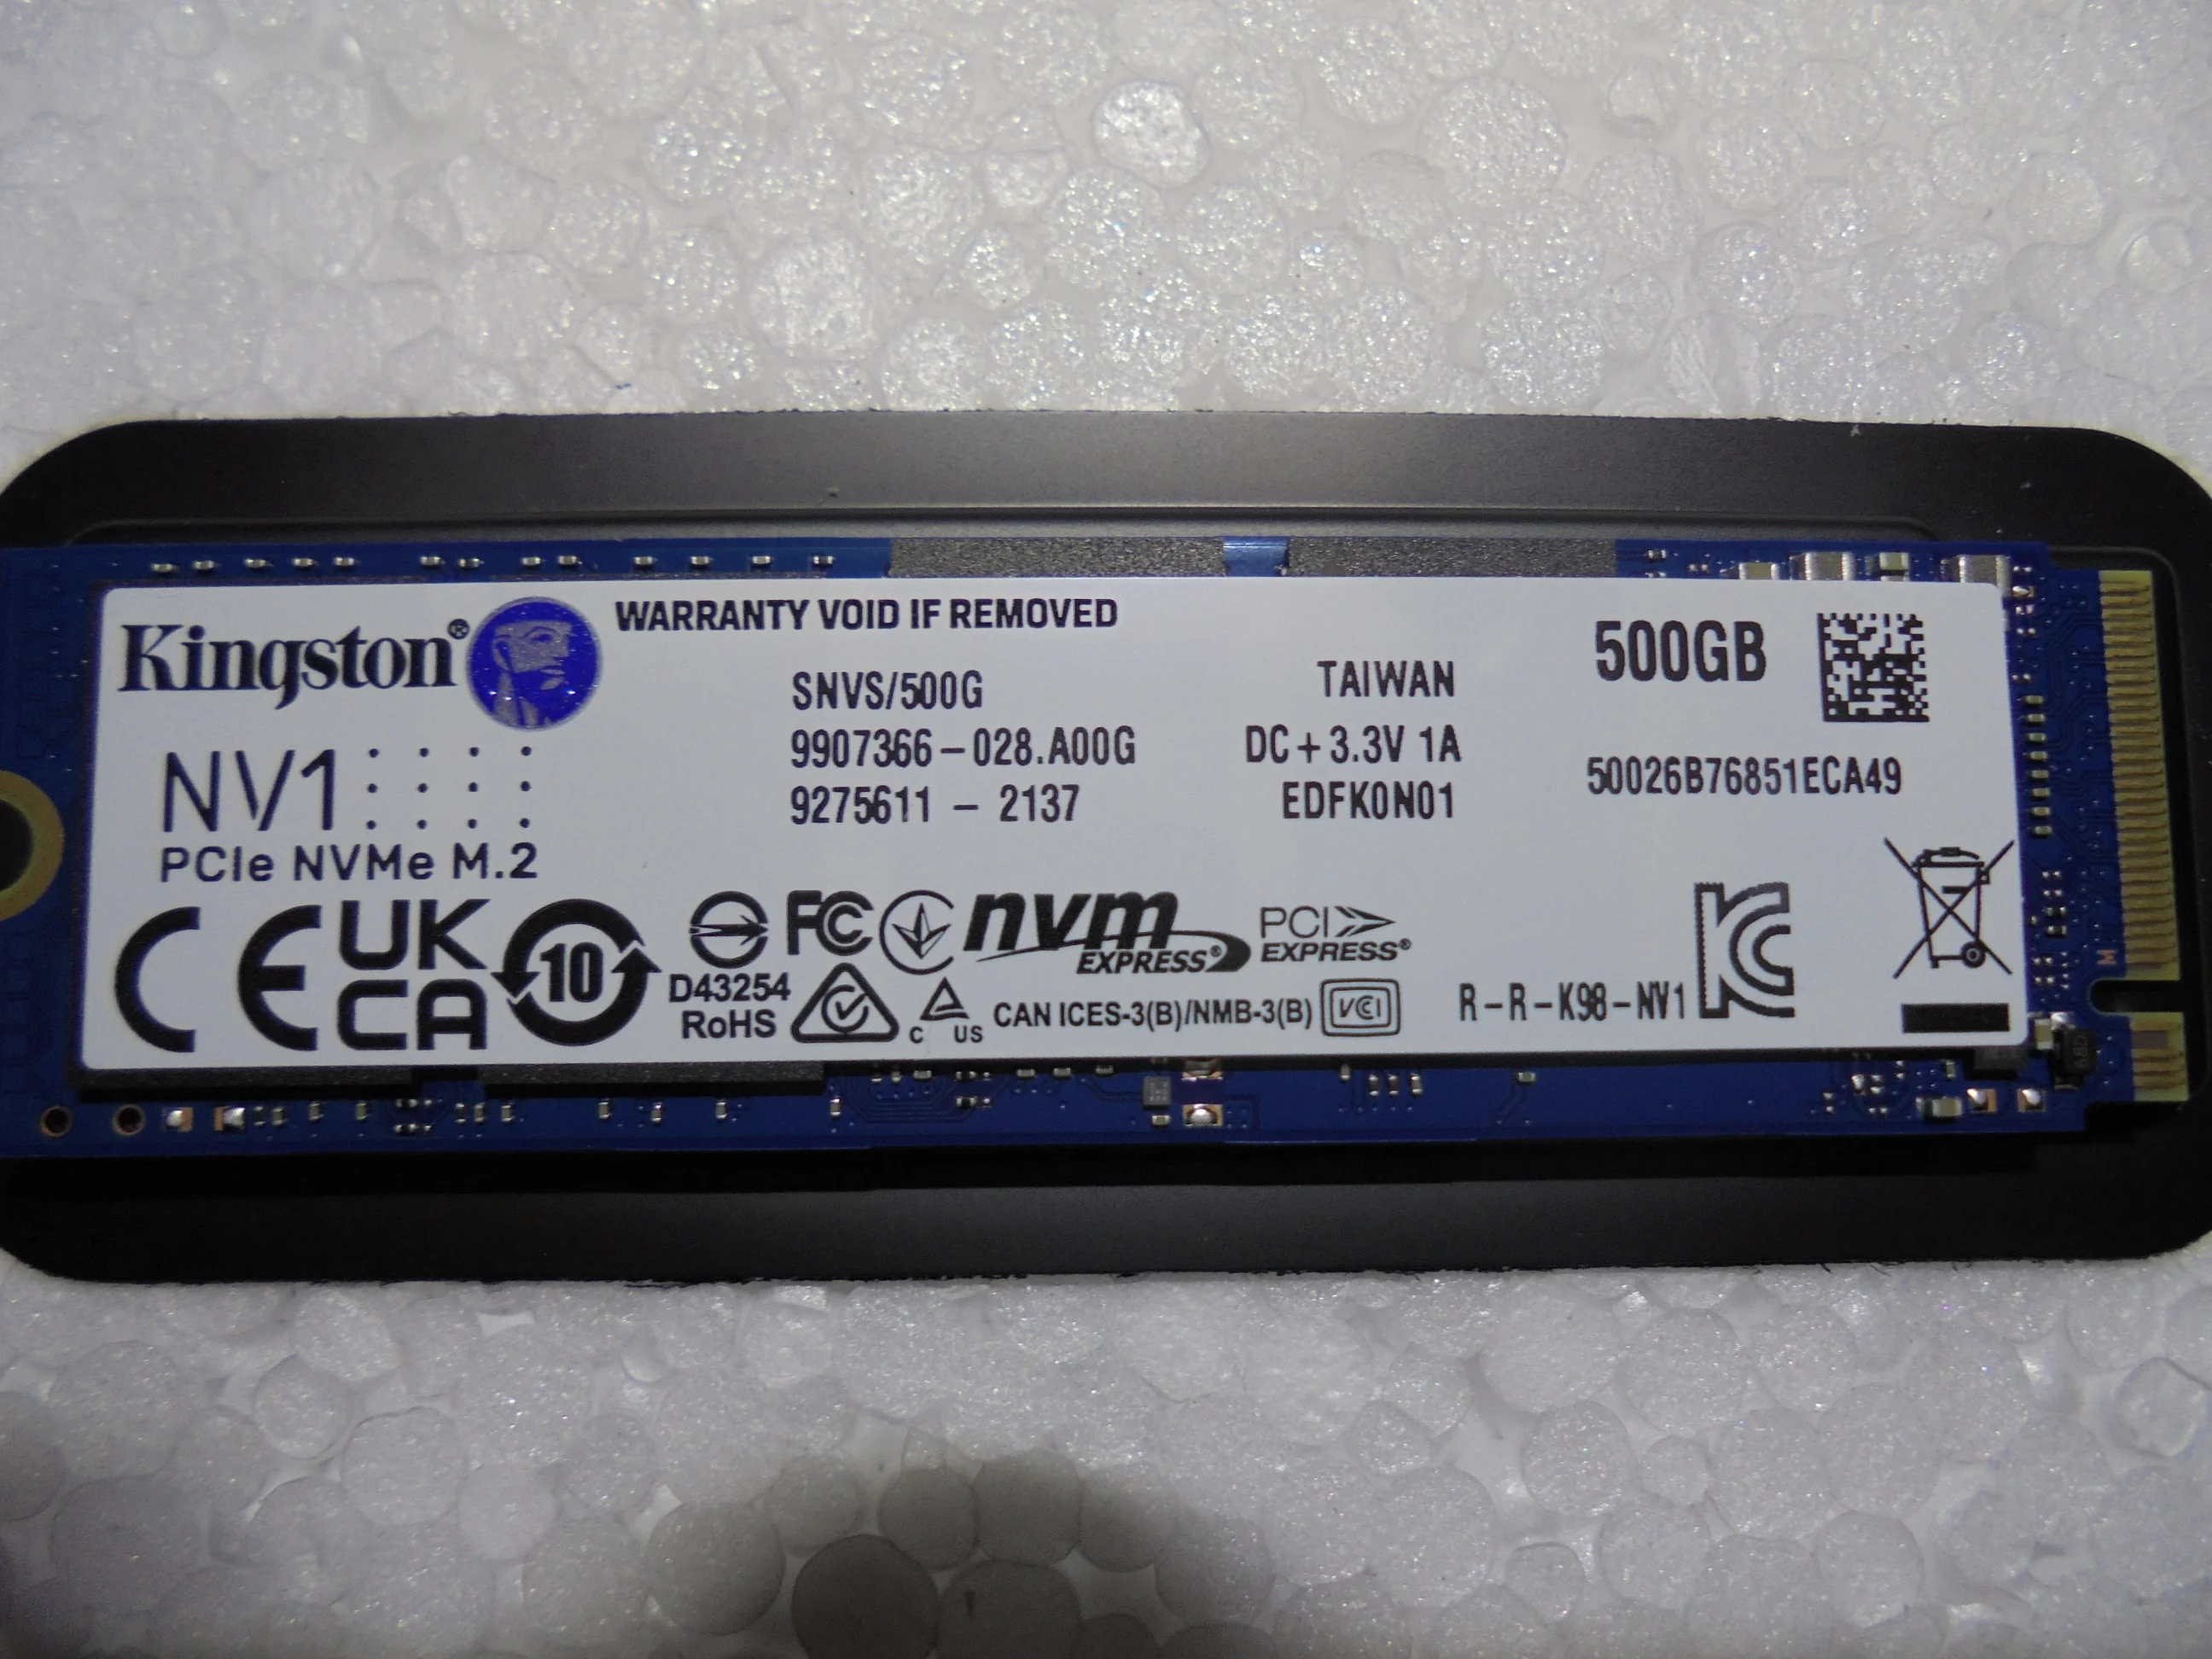 Kingston®
WARRANTY VOID IF REMOVED
NV1
PCIe NVMe M.2
SNVS/500G
9907366-028.A00G
9275611 - 2137
TAIWAN
DC+3.3V 1A
EDFK0N01
500GB
50026B76851ECA49
CE
UK
CA
10
D43254
RoHS
FC
nvm
EXPRESS®
PCI
EXPRESS®
C US
CAN ICES-3(B)/NMB-3(B)
VCI
R-R-K98-NV1
KC
M